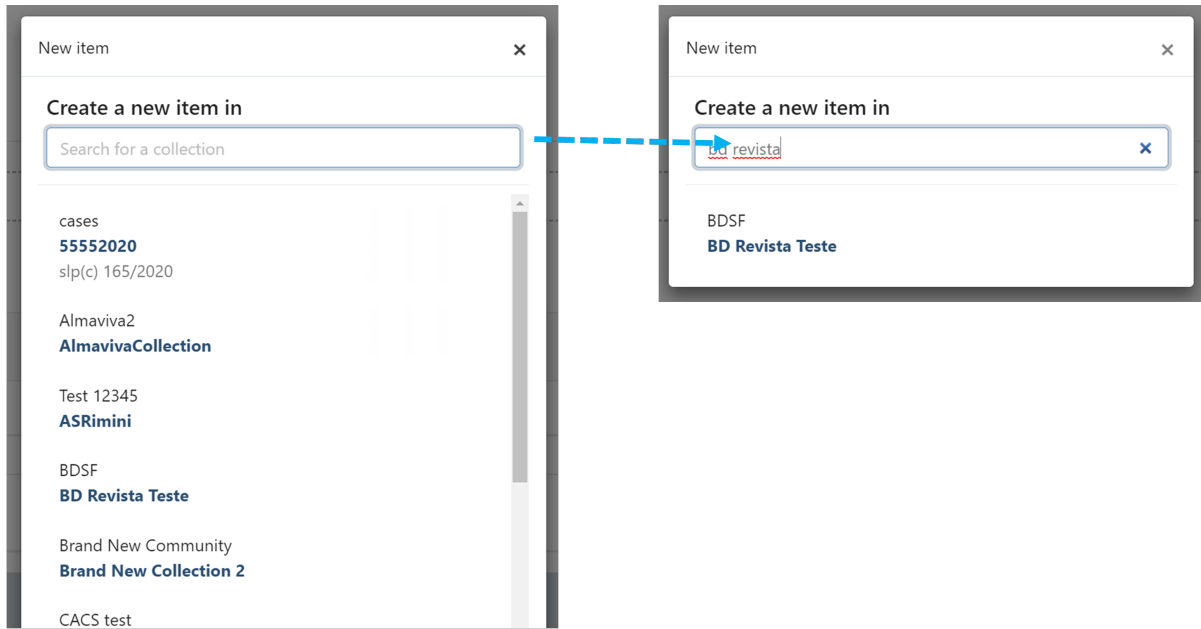 New item
×
Create a new item in
Search for a collection
cases
55552020
slp(c) 165/2020
Almaviva2
AlmavivaCollection
Test 12345
ASRimini
BDSF
BD Revista Teste
Brand New Community
Brand New Collection 2
CACS test
New item
×
Create a new item in
bd revista
×
BDSF
BD Revista Teste